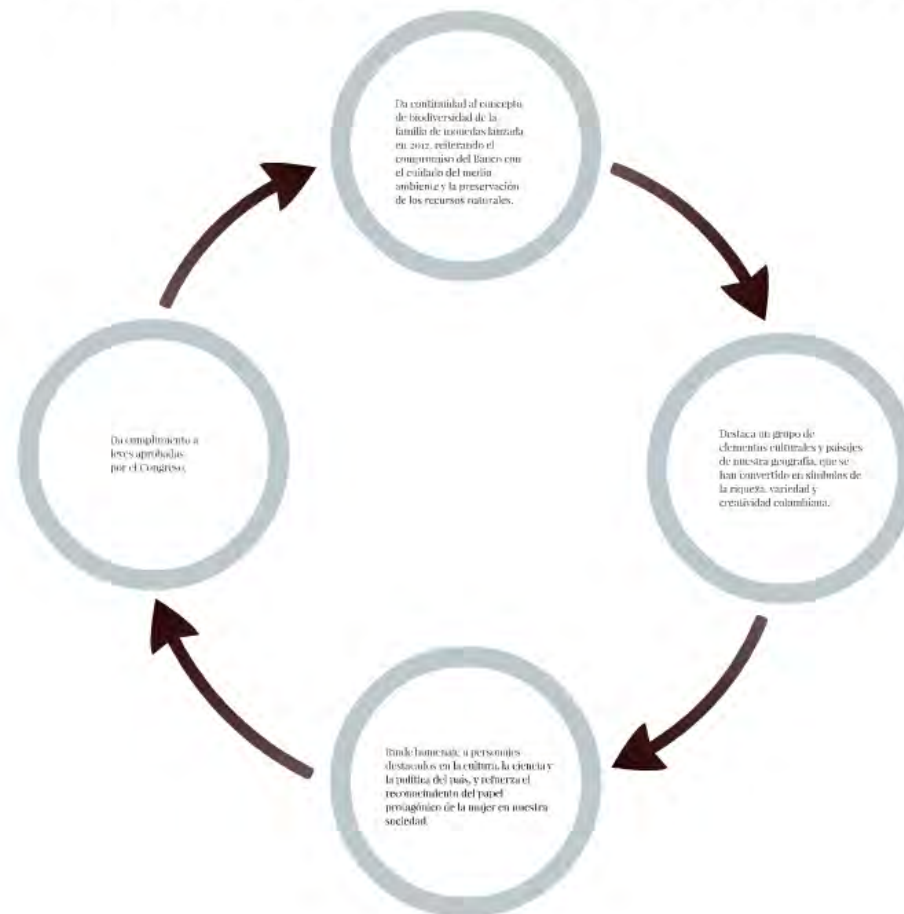 Da continuidad al concepto
de biodiversidad de la
familia de monedas lanzada
en 2012, reiterando el
compromiso del Banco con
el cuidado del medio
ambiente y la preservación
de los recursos naturales.
Destaca un grupo de
elementos culturales y paisajes
de nuestra geografía, que se
han convertido en símbolos de
la riqueza, variedad y
creatividad colombiana.
Rinde homenaje a personajes
destacados en la cultura, la ciencia y
la política del país, y refuerza el
reconocimiento del papel
protagónico de la mujer en nuestra
sociedad.
Da cumplimiento a
leyes aprobadas
por el Congreso.